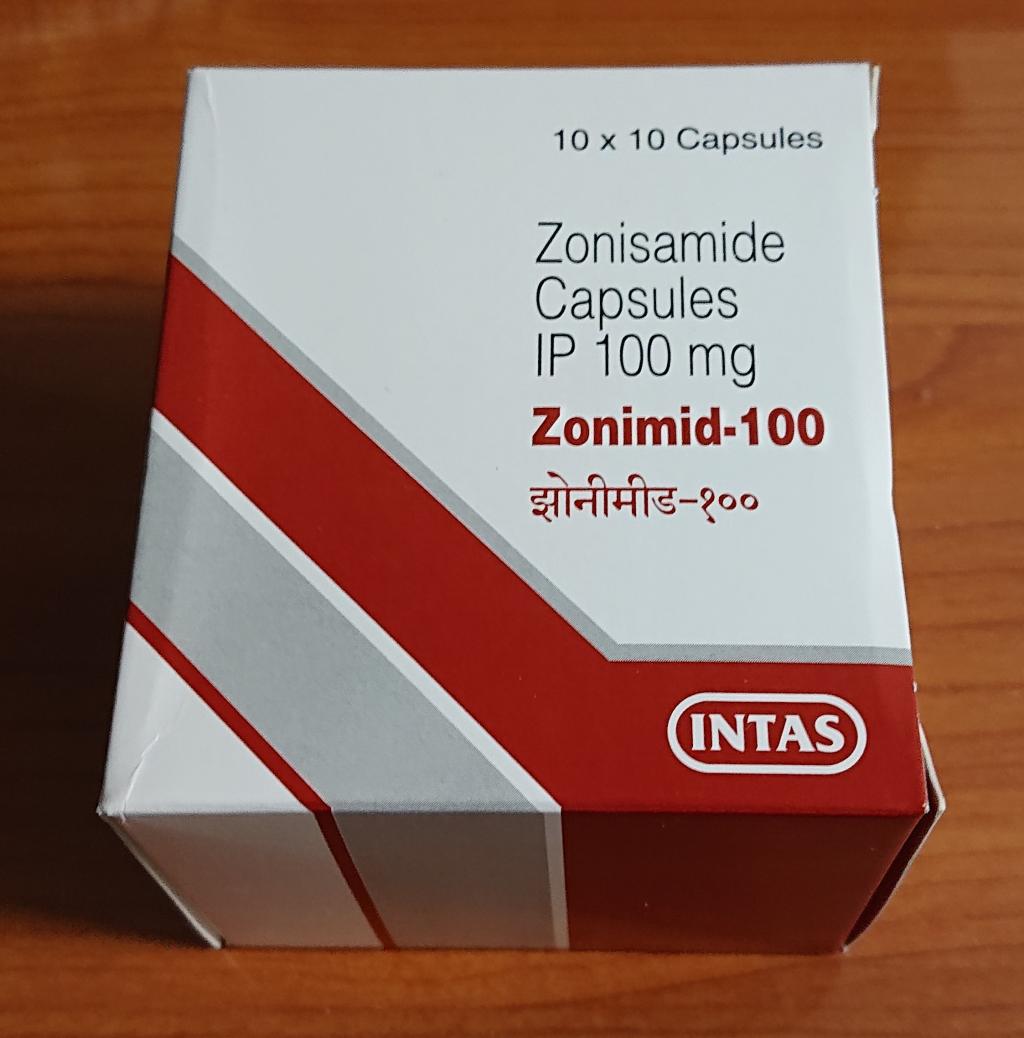 10 x 10 Capsules
Zonisamide
Capsules
IP 100 mg
Zonimid-100
झोनीमीड-१००
INTAS